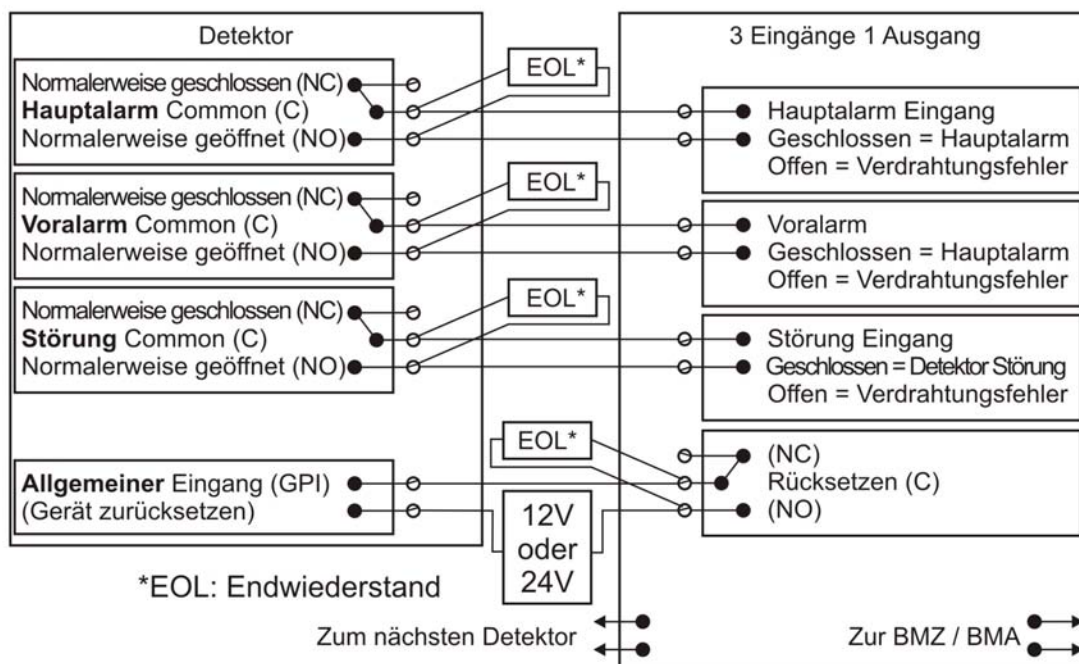 Detektor
Normalerweise geschlossen (NC)
Hauptalarm Common (C)
Normalerweise geöffnet (NO)
Normalerweise geschlossen (NC)
Voralarm Common (C)
Normalerweise geöffnet (NO)
Normalerweise geschlossen (NC)
Störung Common (C)
Normalerweise geöffnet (NO)
Allgemeiner Eingang (GPI)
(Gerät zurücksetzen)
EOL*
EOL*
EOL*
EOL*
12V
oder
24V
3 Eingänge 1 Ausgang
Hauptalarm Eingang
Geschlossen = Hauptalarm
Offen = Verdrahtungsfehler
Voralarm
Geschlossen = Hauptalarm
Offen = Verdrahtungsfehler
Störung Eingang
Geschlossen = Detektor Störung
Offen = Verdrahtungsfehler
(NC)
Rücksetzen (C)
(NO)
*EOL: Endwiederstand
Zum nächsten Detektor
Zur BMZ / BMA